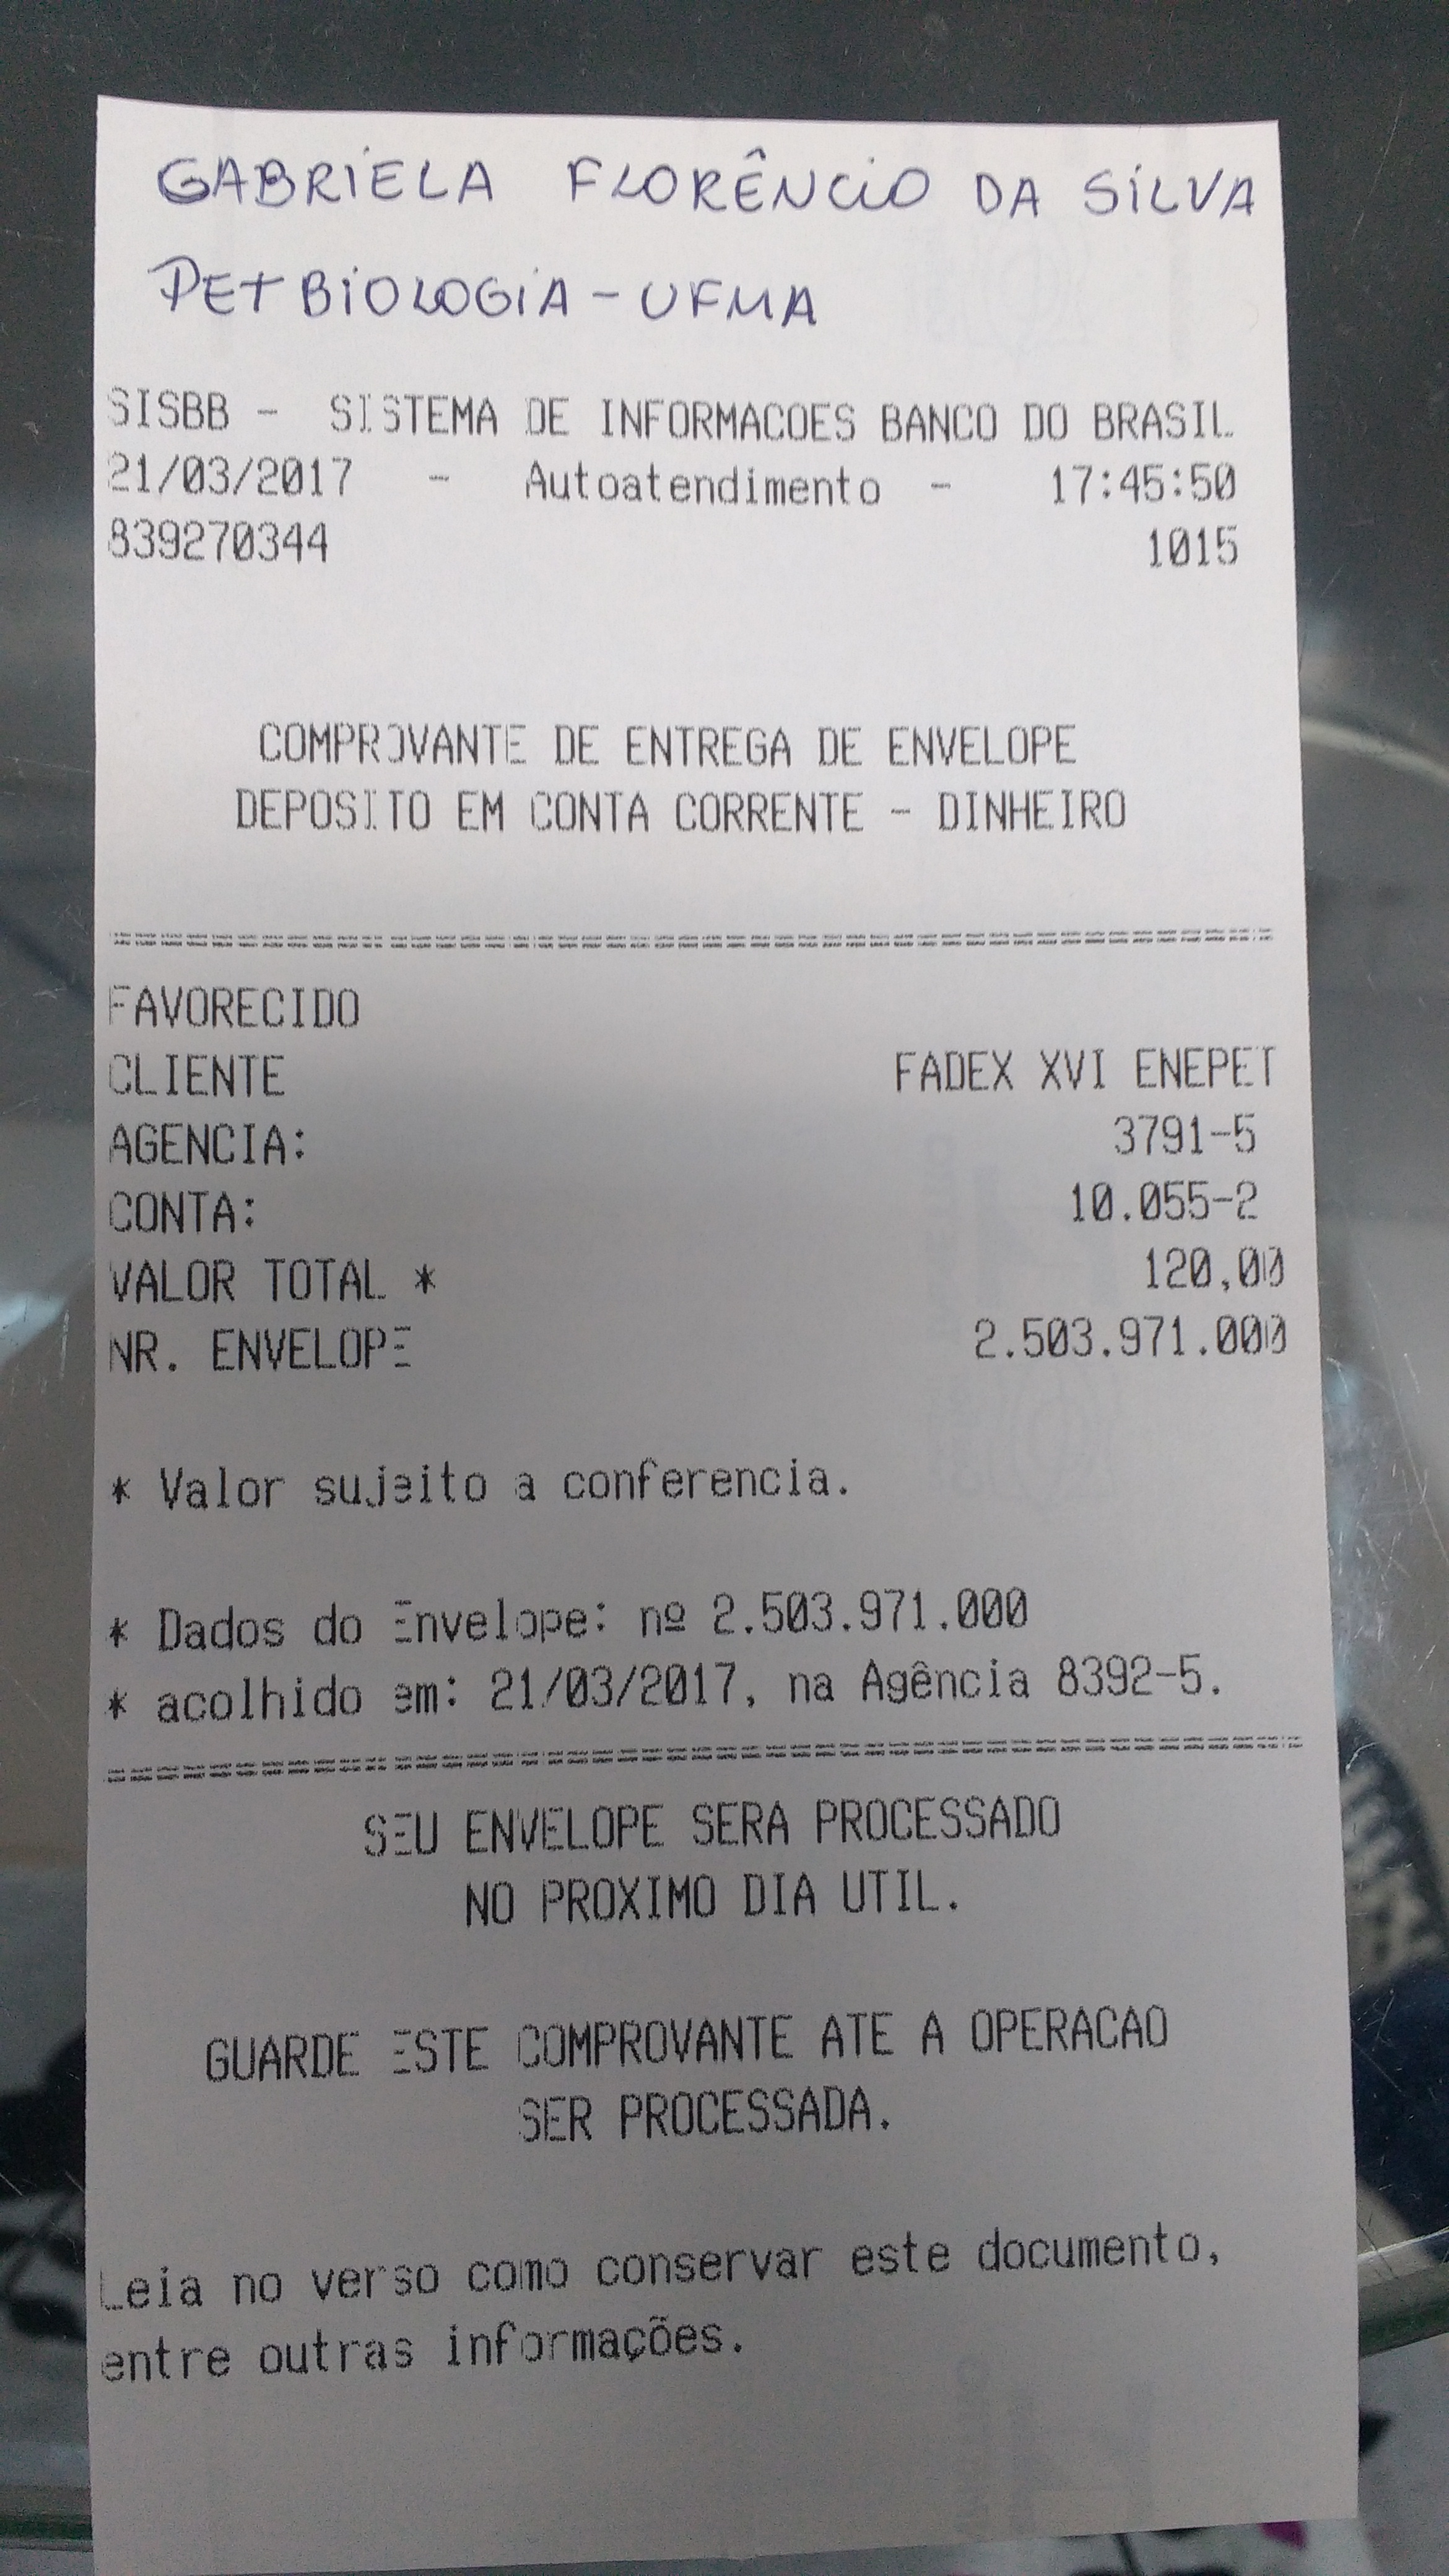 GABRIELA FLORÊNCIO DA SILVA
PET BIOLOGIA - UFMA
SISBB - SISTEMA DE INFORMACOES BANCO DO BRASIL
21/03/2017 - Autoatendimento - 17:45:50
839270344 1015
COMPROVANTE DE ENTREGA DE ENVELOPE
DEPOSITO EM CONTA CORRENTE - DINHEIRO
FAVORECIDO
CLIENTE FADEX XVI ENEPET
AGENCIA: 3791-5
CONTA: 10.055-2
VALOR TOTAL * 120,00
NR. ENVELOPE 2.503.971.000
* Valor sujeito a conferencia.
* Dados do Envelope: nº 2.503.971.000
* acolhido em: 21/03/2017, na Agência 8392-5.
SEU ENVELOPE SERA PROCESSADO
NO PROXIMO DIA UTIL.
GUARDE ESTE COMPROVANTE ATE A OPERACAO
SER PROCESSADA.
Leia no verso como conservar este documento,
entre outras informações.